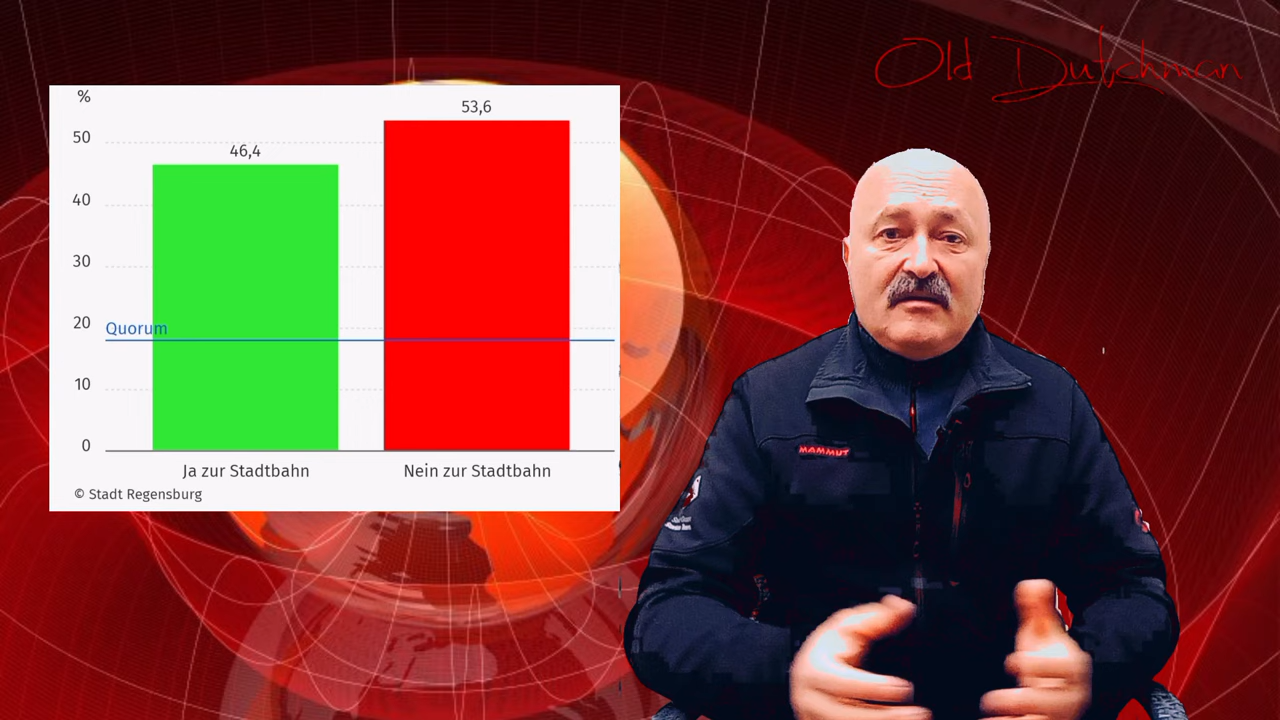 Old Dutchman
%
53,6
50
46,4
40
30
20
Quorum
10
0
Ja zur Stadtbahn
Nein zur Stadtbahn
© Stadt Regensburg
MAMMUT